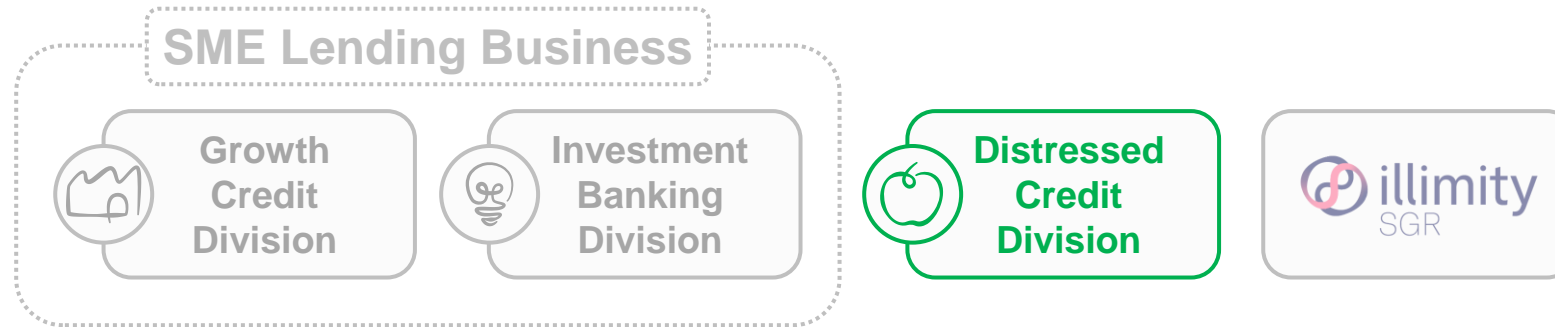 SME Lending Business
Growth
Credit
Division
Investment
Banking
Division
Distressed
Credit
Division
illimity
SGR